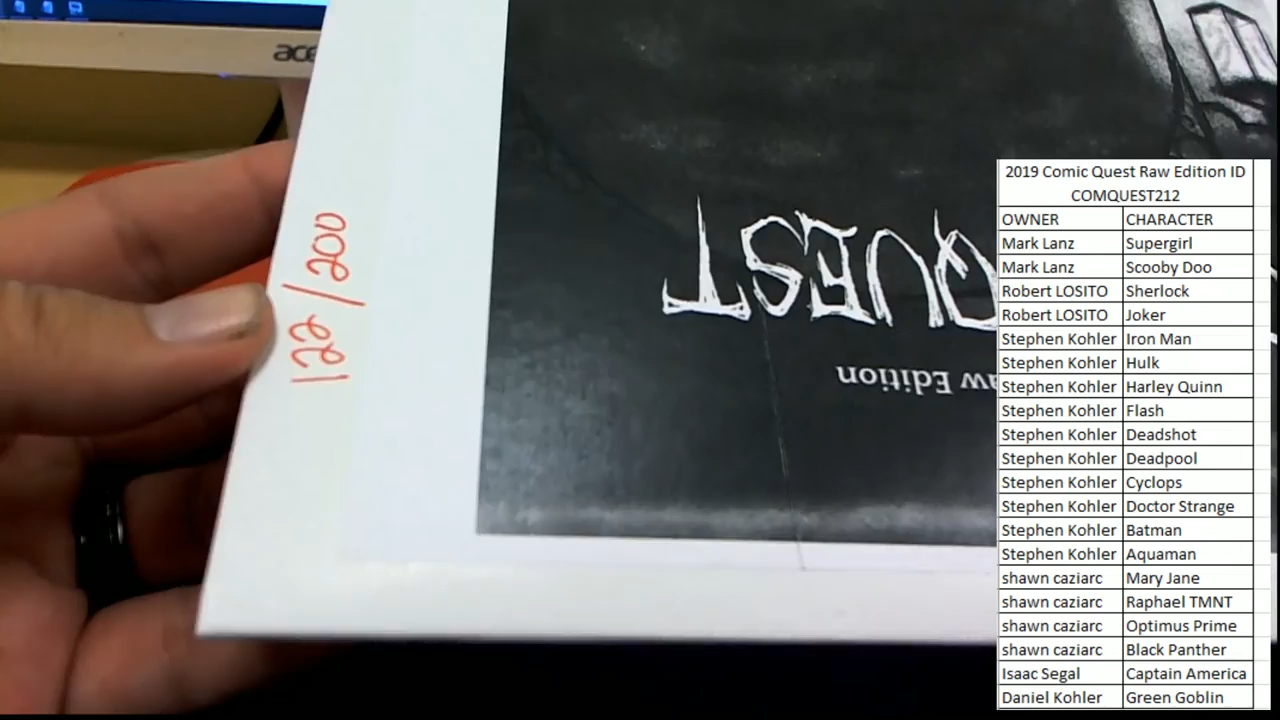 ace
122/200
QUEST
Edition
2019 Comic Quest Raw Edition ID
COMQUEST212
OWNER CHARACTER
Mark Lanz Supergirl
Mark Lanz Scooby Doo
Robert LOSITO Sherlock
Robert LOSITO Joker
Stephen Kohler Iron Man
Stephen Kohler Hulk
Stephen Kohler Harley Quinn
Stephen Kohler Flash
Stephen Kohler Deadshot
Stephen Kohler Deadpool
Stephen Kohler Cyclops
Stephen Kohler Doctor Strange
Stephen Kohler Batman
Stephen Kohler Aquaman
shawn caziarc Mary Jane
shawn caziarc Raphael TMNT
shawn caziarc Optimus Prime
shawn caziarc Black Panther
Isaac Segal Captain America
Daniel Kohler Green Goblin